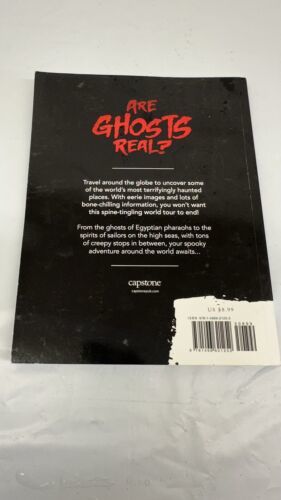 ARE
GHOSTS
REAL?
Travel around the globe to uncover some
of the world's most terrifyingly haunted
places. With eerie images and lots of
bone-chilling information, you won't want
this spine-tingling world tour to end!
From the ghosts of Egyptian pharaohs to the
spirits of sailors on the high seas, with tons
of creepy stops in between, your spooky
adventure around the world awaits...
capstone
capstonepub.com
US $8.99